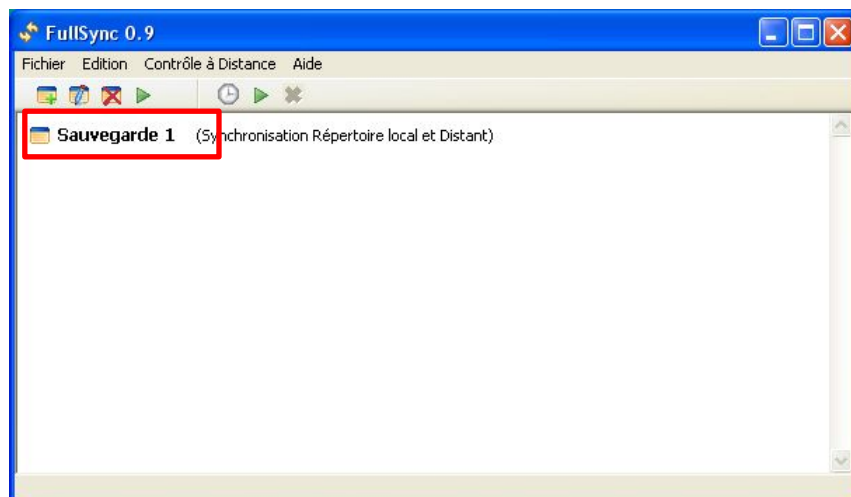 FullSync 0.9
Fichier Edition Contrôle à Distance Aide
Sauvegarde 1 (Synchronisation Répertoire local et Distant)